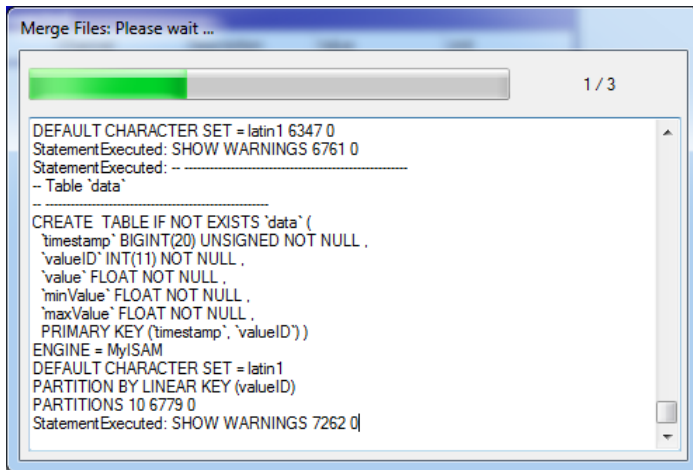 Merge Files: Please wait ...
1 / 3
DEFAULT CHARACTER SET = latin1 6347 0
StatementExecuted: SHOW WARNINGS 6761 0
StatementExecuted: -- -----------------------------------------------------
-- Table `data`
-- -----------------------------------------------------
CREATE  TABLE IF NOT EXISTS `data` (
  `timestamp` BIGINT(20) UNSIGNED NOT NULL ,
  `valueID` INT(11) NOT NULL ,
  `value` FLOAT NOT NULL ,
  `minValue` FLOAT NOT NULL ,
  `maxValue` FLOAT NOT NULL ,
  PRIMARY KEY (`timestamp`, `valueID`) )
ENGINE = MyISAM
DEFAULT CHARACTER SET = latin1
PARTITION BY LINEAR KEY (valueID)
PARTITIONS 10 6779 0
StatementExecuted: SHOW WARNINGS 7262 0